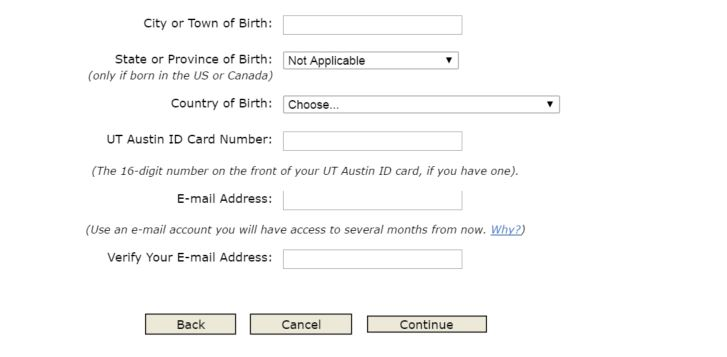 City or Town of Birth:
State or Province of Birth: Not Applicable
(only if born in the US or Canada)
Country of Birth: Choose...
UT Austin ID Card Number:
(The 16-digit number on the front of your UT Austin ID card, if you have one).
E-mail Address:
(Use an e-mail account you will have access to several months from now. Why?)
Verify Your E-mail Address:
Back Cancel Continue